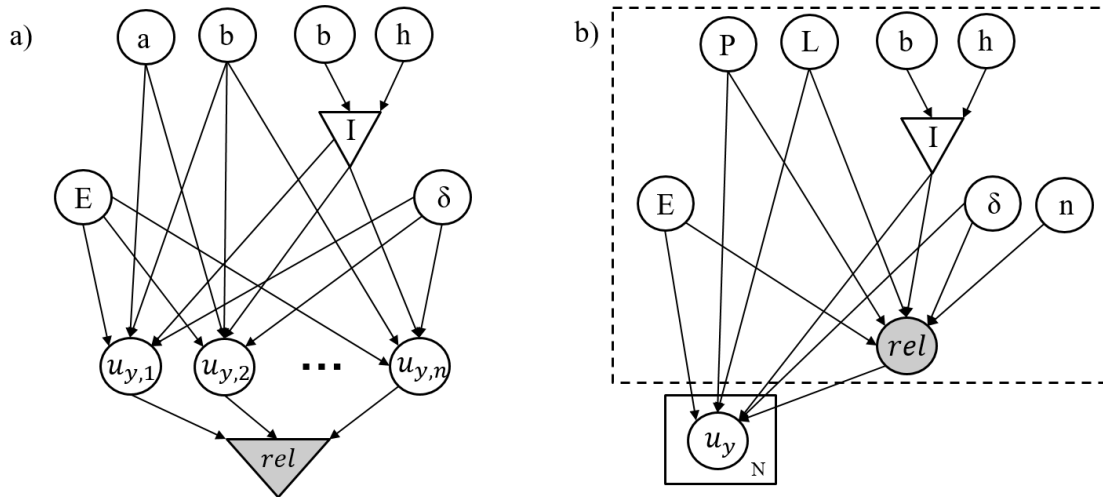 a)
a b b h
I
E δ
u_{y,1} u_{y,2} ... u_{y,n}
rel
b)
P L b h
I
E δ n
rel
u_y
N